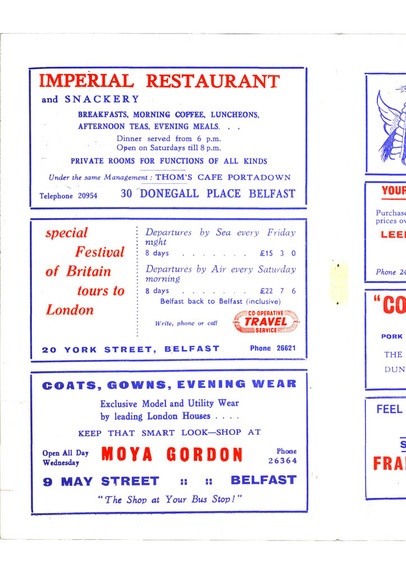 IMPERIAL RESTAURANT
and SNACKERY
BREAKFASTS, MORNING COFFEE, LUNCHEONS,
AFTERNOON TEAS, EVENING MEALS. . .
Dinner served from 6 p.m.
Open on Saturdays till 8 p.m.
PRIVATE ROOMS FOR FUNCTIONS OF ALL KINDS
Under the same Management : THOM'S CAFE PORTADOWN
Telephone 20954 30 DONEGALL PLACE BELFAST
special
Festival
of Britain
tours to
London
Departures by Sea every Friday
night
8 days . . . . . . . £15 3 0
Departures by Air every Saturday
morning
8 days . . . . . . . £22 7 6
Belfast back to Belfast (inclusive)
Write, phone or call
CO-OPERATIVE
TRAVEL
SERVICE
20 YORK STREET, BELFAST Phone 26621
COATS, GOWNS, EVENING WEAR
Exclusive Model and Utility Wear
by leading London Houses . . . .
KEEP THAT SMART LOOK—SHOP AT
Open All Day
Wednesday
MOYA GORDON
Phone
26364
9 MAY STREET :: :: BELFAST
"The Shop at Your Bus Stop!"
YOUR
Purchase
prices ov
LEE
Phone 24
"CO
PORK
THE
DUN
FEEL
S
FRA